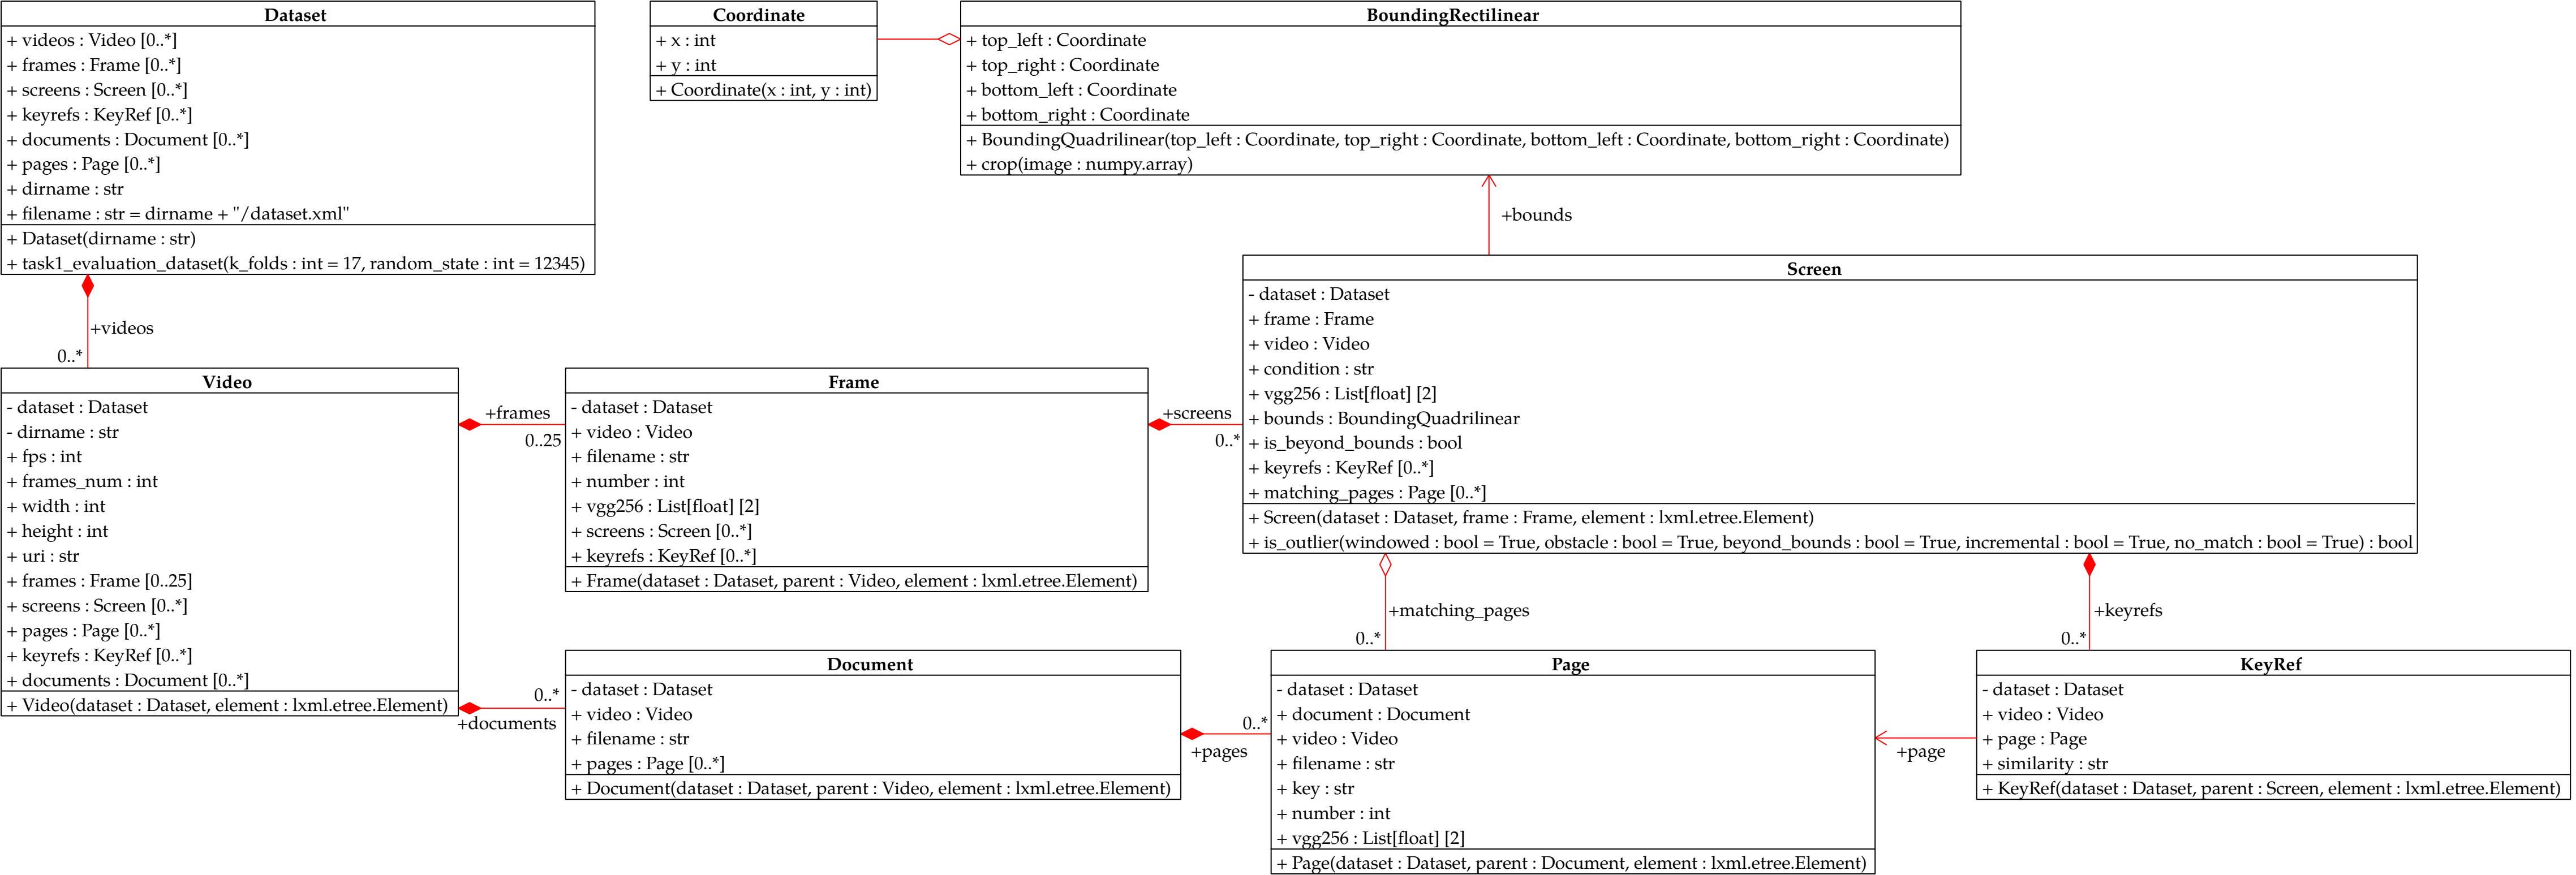 Dataset
+ videos : Video [0..*]
+ frames : Frame [0..*]
+ screens : Screen [0..*]
+ keyrefs : KeyRef [0..*]
+ documents : Document [0..*]
+ pages : Page [0..*]
+ dirname : str
+ filename : str = dirname + "/dataset.xml"
+ Dataset(dirname : str)
+ task1_evaluation_dataset(k_folds : int = 17, random_state : int = 12345)
Coordinate
+ x : int
+ y : int
+ Coordinate(x : int, y : int)
BoundingRectilinear
+ top_left : Coordinate
+ top_right : Coordinate
+ bottom_left : Coordinate
+ bottom_right : Coordinate
+ BoundingQuadrilinear(top_left : Coordinate, top_right : Coordinate, bottom_left : Coordinate, bottom_right : Coordinate)
+ crop(image : numpy.array)
+bounds
+videos
0..*
Video
- dataset : Dataset
- dirname : str
+ fps : int
+ frames_num : int
+ width : int
+ height : int
+ uri : str
+ frames : Frame [0..25]
+ screens : Screen [0..*]
+ pages : Page [0..*]
+ keyrefs : KeyRef [0..*]
+ documents : Document [0..*]
+ Video(dataset : Dataset, element : lxml.etree.Element)
+frames
0..25
Frame
- dataset : Dataset
+ video : Video
+ filename : str
+ number : int
+ vgg256 : List[float] [2]
+ screens : Screen [0..*]
+ keyrefs : KeyRef [0..*]
+ Frame(dataset : Dataset, parent : Video, element : lxml.etree.Element)
+screens
0..*
Screen
- dataset : Dataset
+ frame : Frame
+ video : Video
+ condition : str
+ vgg256 : List[float] [2]
+ bounds : BoundingQuadrilinear
+ is_beyond_bounds : bool
+ keyrefs : KeyRef [0..*]
+ matching_pages : Page [0..*]
+ Screen(dataset : Dataset, frame : Frame, element : lxml.etree.Element)
+ is_outlier(windowed : bool = True, obstacle : bool = True, beyond_bounds : bool = True, incremental : bool = True, no_match : bool = True) : bool
+matching_pages
0..*
+keyrefs
0..*
0..*
+documents
Document
- dataset : Dataset
+ video : Video
+ filename : str
+ pages : Page [0..*]
+ Document(dataset : Dataset, parent : Video, element : lxml.etree.Element)
0..*
+pages
Page
- dataset : Dataset
+ document : Document
+ video : Video
+ filename : str
+ key : str
+ number : int
+ vgg256 : List[float] [2]
+ Page(dataset : Dataset, parent : Document, element : lxml.etree.Element)
+page
KeyRef
- dataset : Dataset
+ video : Video
+ page : Page
+ similarity : str
+ KeyRef(dataset : Dataset, parent : Screen, element : lxml.etree.Element)